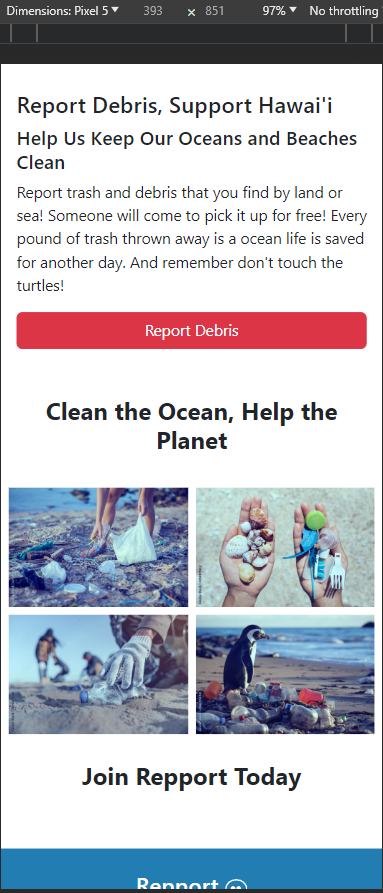 Dimensions: Pixel 5 393 × 851 97% No throttling
Report Debris, Support Hawai'i
Help Us Keep Our Oceans and Beaches
Clean
Report trash and debris that you find by land or
sea! Someone will come to pick it up for free! Every
pound of trash thrown away is a ocean life is saved
for another day. And remember don't touch the
turtles!
Report Debris
Clean the Ocean, Help the
Planet
Join Repport Today
Repport